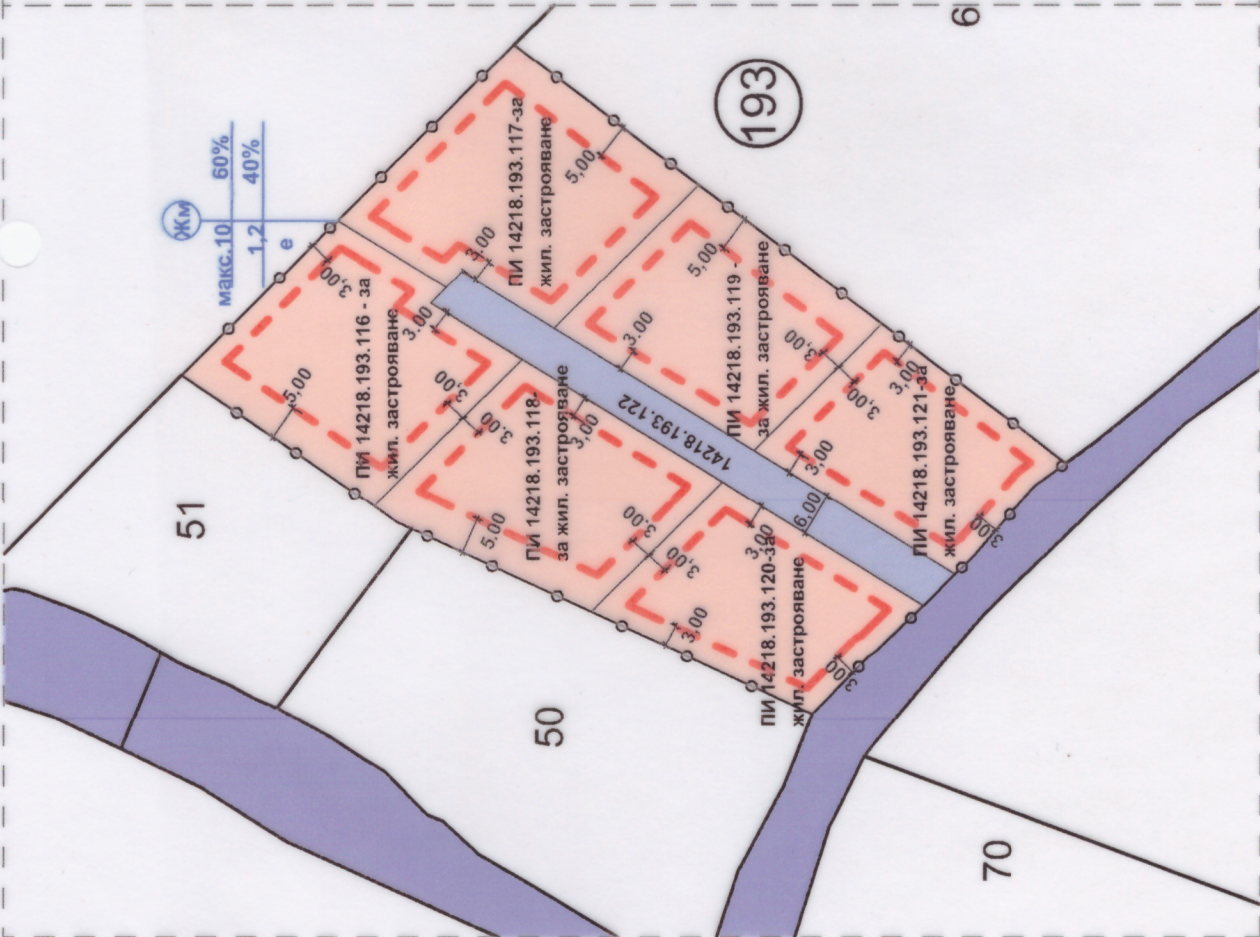 Жм
макс.10 60%
1,2 40%
е
193
6
51
50
70
ПИ 14218.193.116 - за
жил. застрояване
3,00
3.00
5,00
3,00
ПИ 14218.193.117-за
жил. застрояване
5,00
3.00
ПИ 14218.193.118-
за жил. застрояване
3.00
3,00
5.00
3.00
ПИ 14218.193.119 -
за жил. застрояване
5,00
3.00
3,00
ПИ 14218.193.120-за
жил. застрояване
3,00
3,00
3,00
3,00
ПИ 14218.193.121-за
жил. застрояване
3,00
3,00
3,00
3,00
14218.193.122
6,00